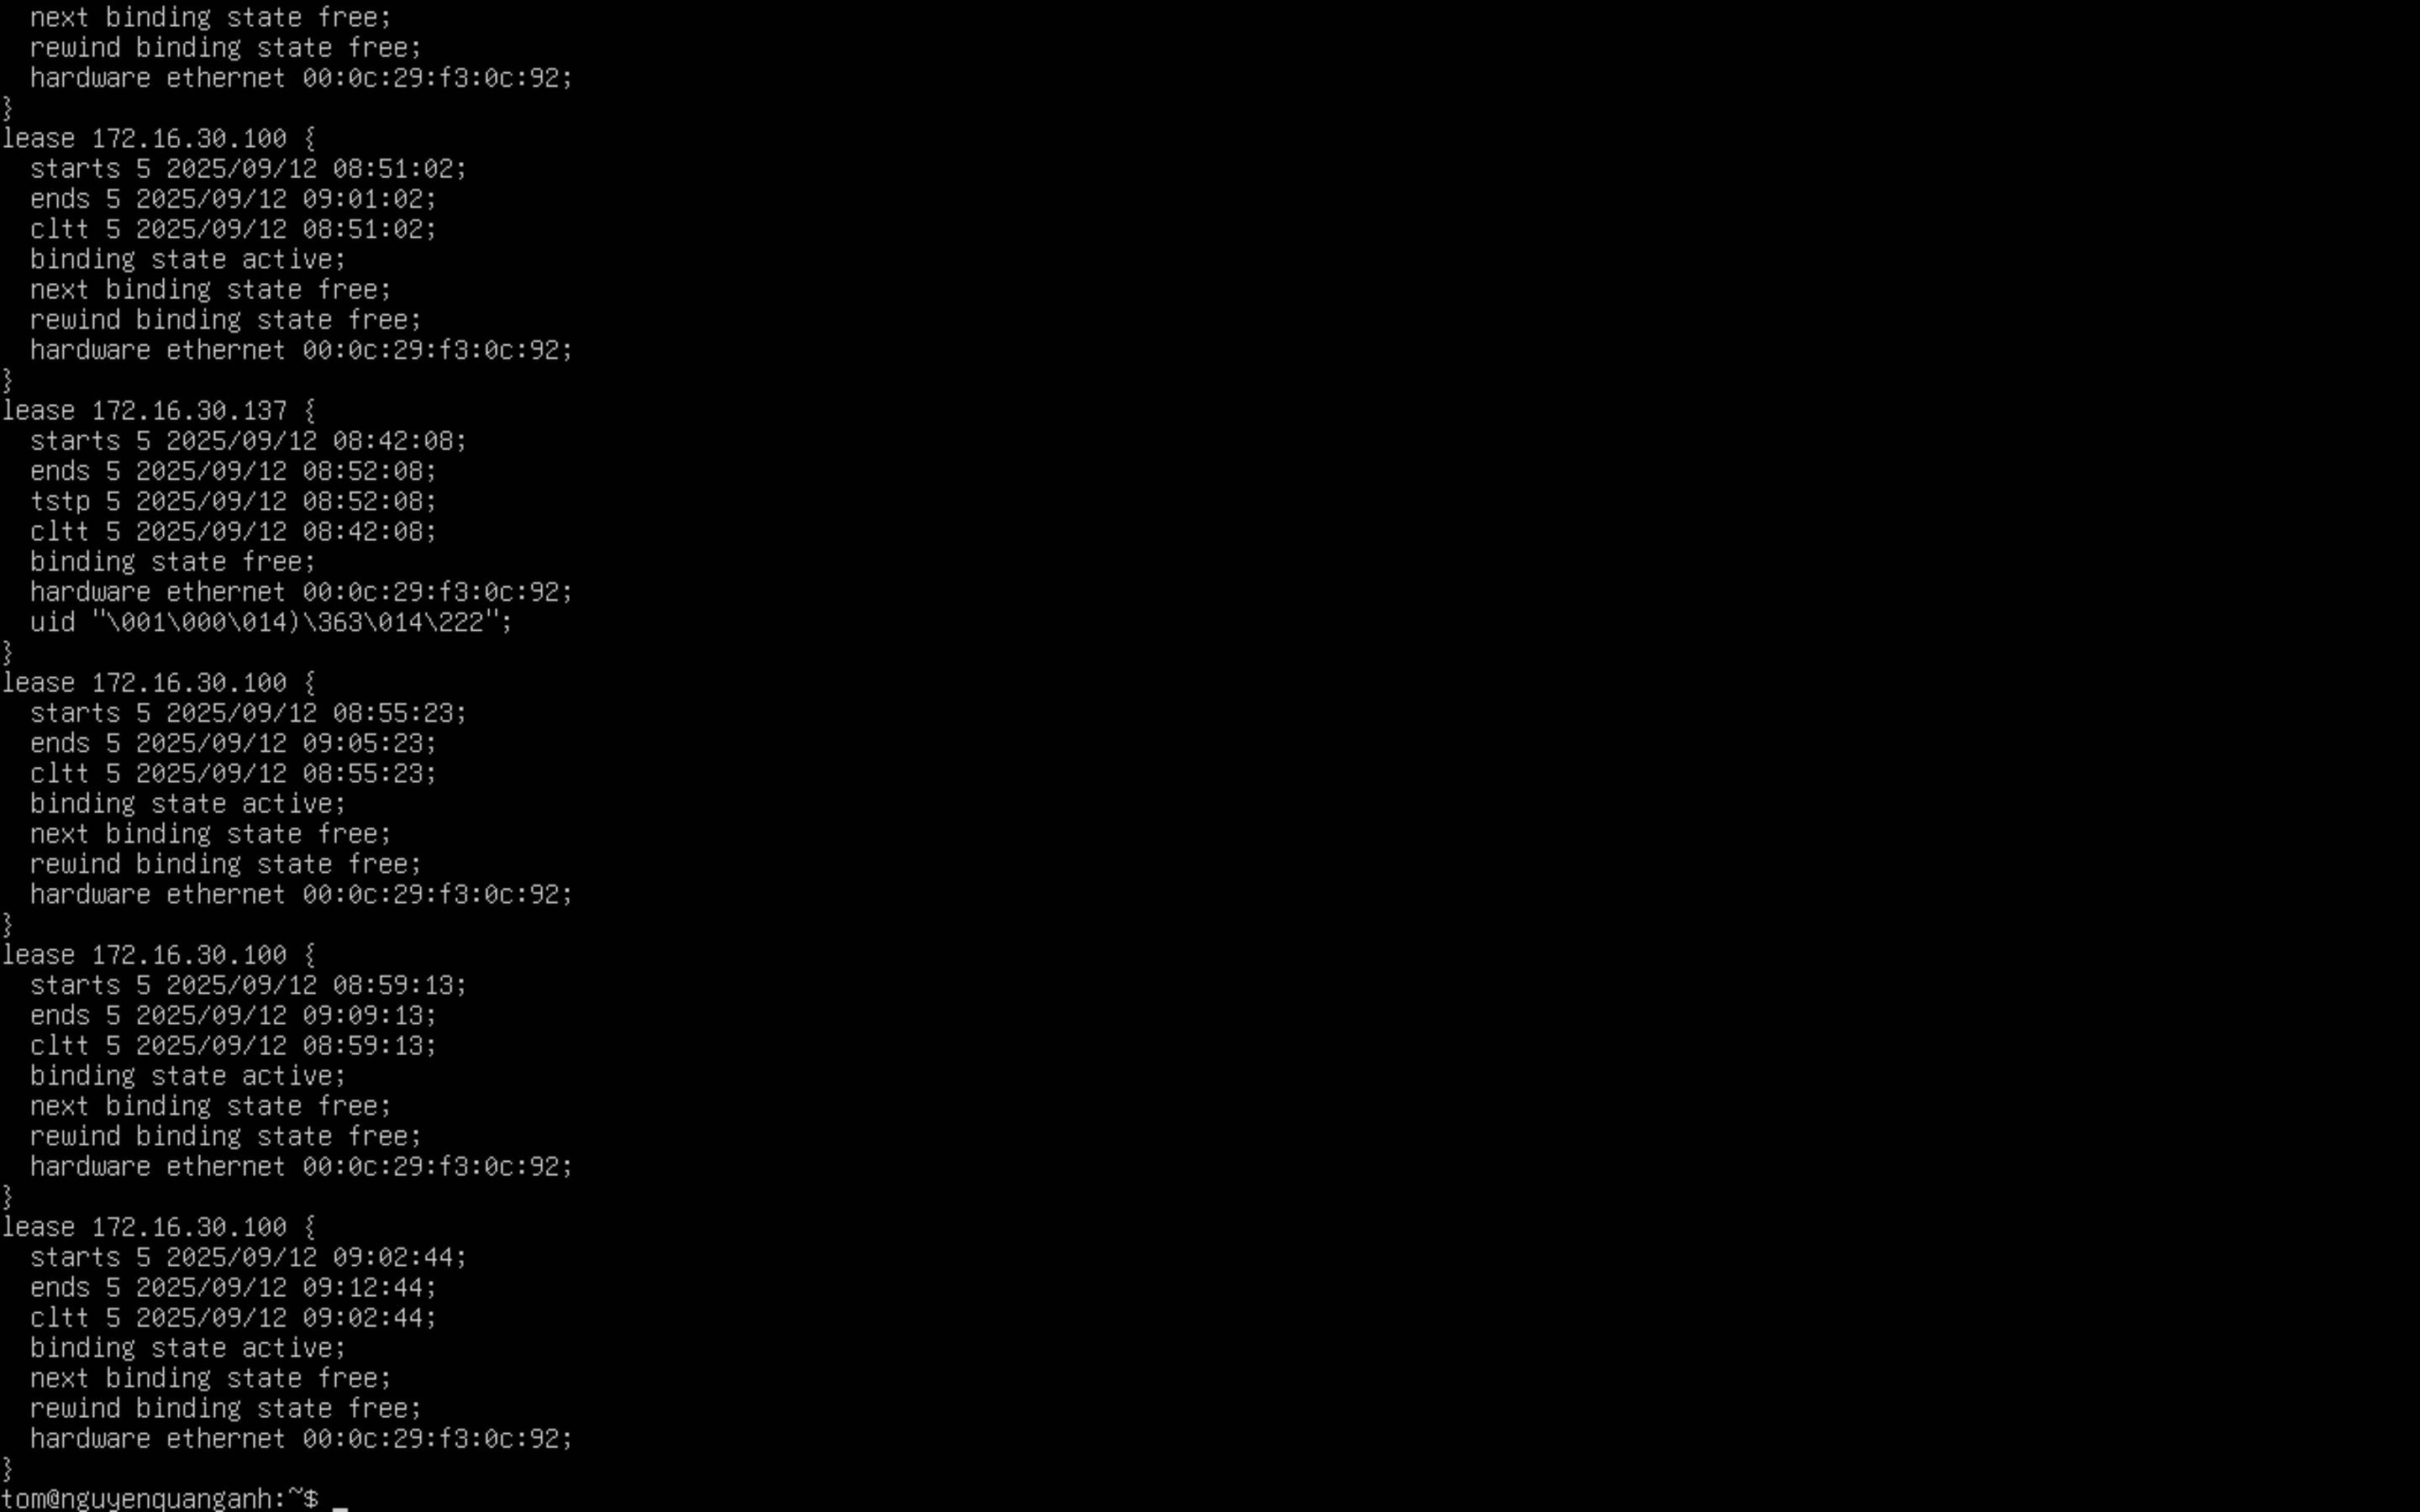 next binding state free;
rewind binding state free;
hardware ethernet 00:0c:29:f3:0c:92;
}
lease 172.16.30.100 {
starts 5 2025/09/12 08:51:02;
ends 5 2025/09/12 09:01:02;
cltt 5 2025/09/12 08:51:02;
binding state active;
next binding state free;
rewind binding state free;
hardware ethernet 00:0c:29:f3:0c:92;
}
lease 172.16.30.137 {
starts 5 2025/09/12 08:42:08;
ends 5 2025/09/12 08:52:08;
tstp 5 2025/09/12 08:52:08;
cltt 5 2025/09/12 08:42:08;
binding state free;
hardware ethernet 00:0c:29:f3:0c:92;
uid "\001\000\014)\363\014\222";
}
lease 172.16.30.100 {
starts 5 2025/09/12 08:55:23;
ends 5 2025/09/12 09:05:23;
cltt 5 2025/09/12 08:55:23;
binding state active;
next binding state free;
rewind binding state free;
hardware ethernet 00:0c:29:f3:0c:92;
}
lease 172.16.30.100 {
starts 5 2025/09/12 08:59:13;
ends 5 2025/09/12 09:09:13;
cltt 5 2025/09/12 08:59:13;
binding state active;
next binding state free;
rewind binding state free;
hardware ethernet 00:0c:29:f3:0c:92;
}
lease 172.16.30.100 {
starts 5 2025/09/12 09:02:44;
ends 5 2025/09/12 09:12:44;
cltt 5 2025/09/12 09:02:44;
binding state active;
next binding state free;
rewind binding state free;
hardware ethernet 00:0c:29:f3:0c:92;
}
tom@nguyenquanganh:~$ _